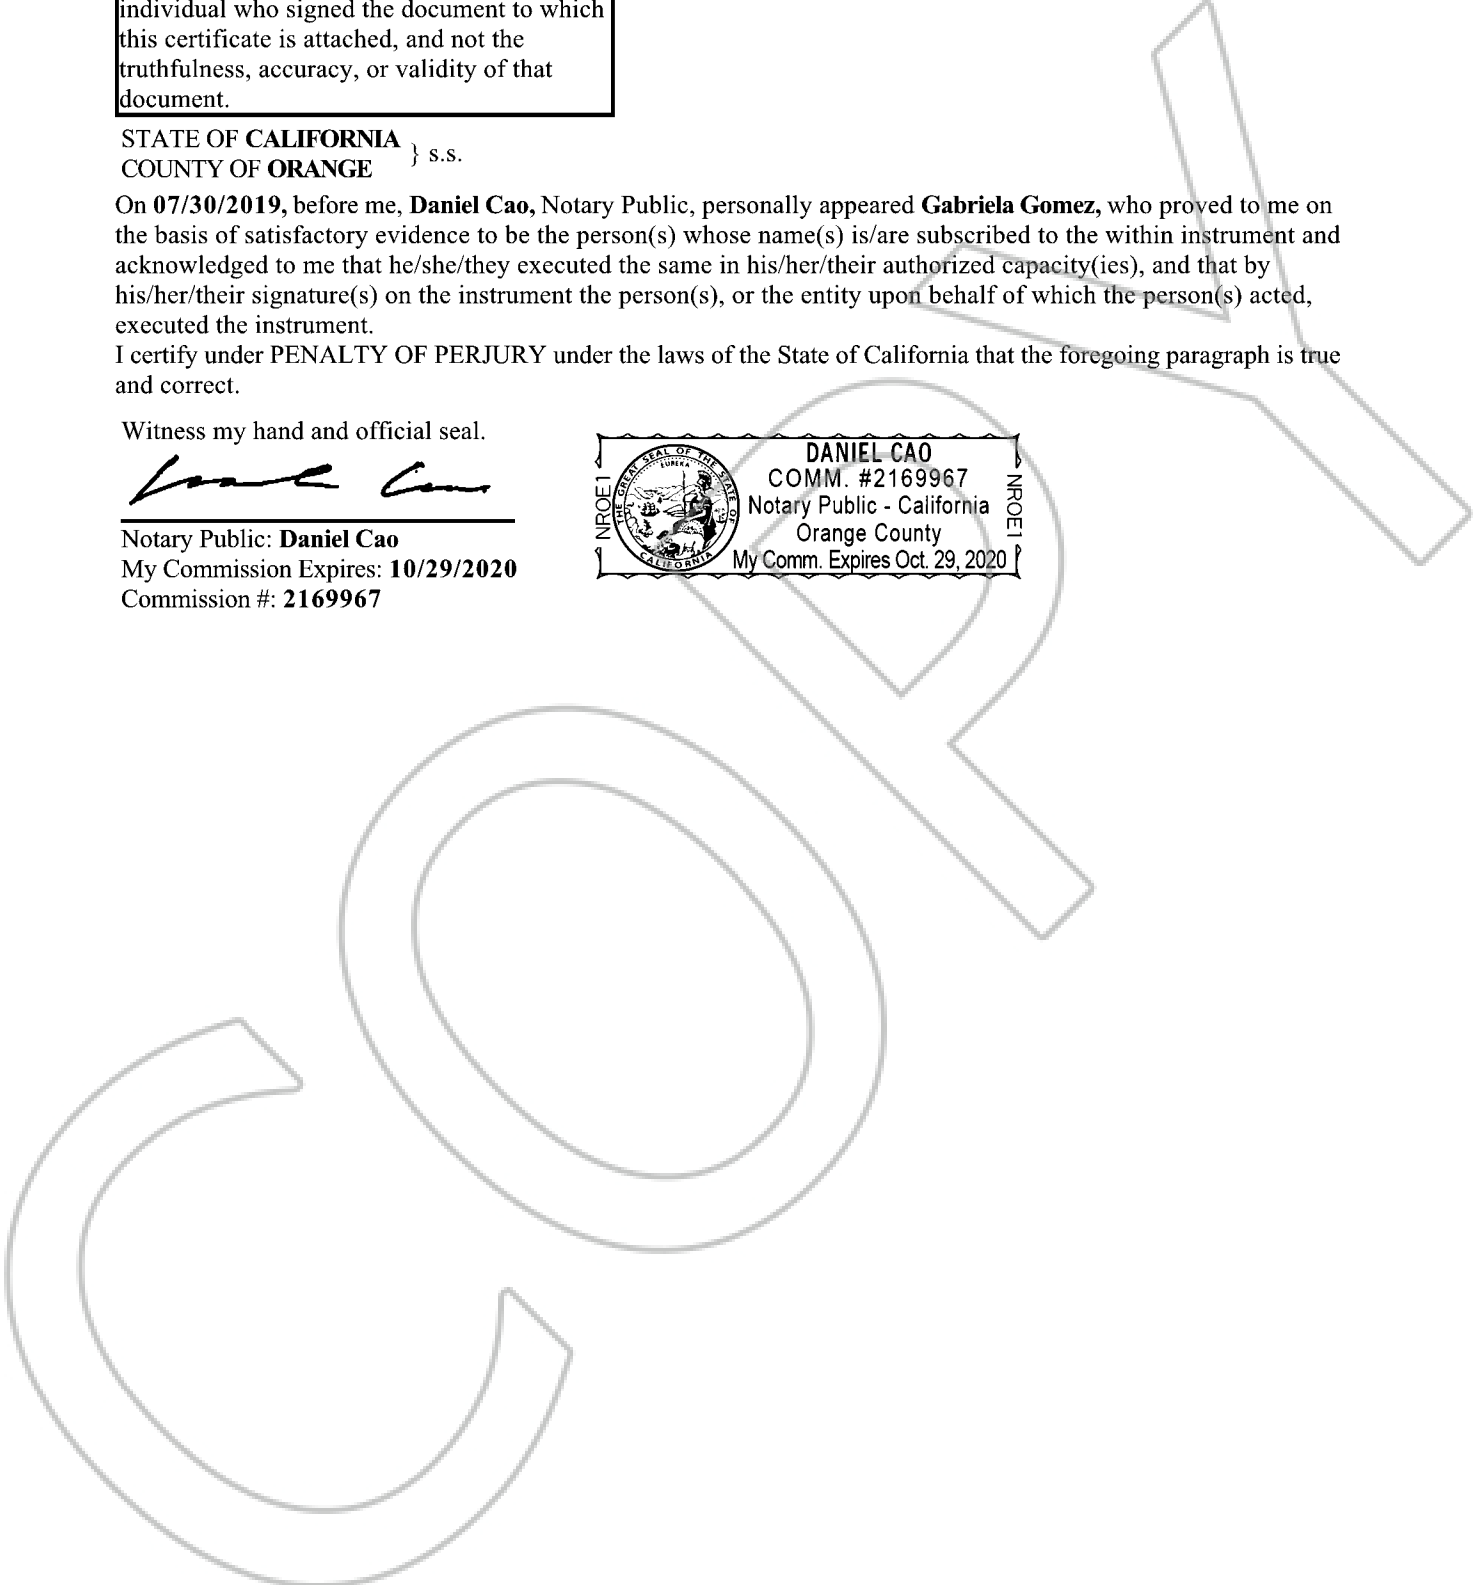 individual who signed the document to which
this certificate is attached, and not the
truthfulness, accuracy, or validity of that
document.
STATE OF CALIFORNIA
COUNTY OF ORANGE
} s.s.
On 07/30/2019, before me, Daniel Cao, Notary Public, personally appeared Gabriela Gomez, who proved to me on
the basis of satisfactory evidence to be the person(s) whose name(s) is/are subscribed to the within instrument and
acknowledged to me that he/she/they executed the same in his/her/their authorized capacity(ies), and that by
his/her/their signature(s) on the instrument the person(s), or the entity upon behalf of which the person(s) acted,
executed the instrument.
I certify under PENALTY OF PERJURY under the laws of the State of California that the foregoing paragraph is true
and correct.
Witness my hand and official seal.
Notary Public: Daniel Cao
My Commission Expires: 10/29/2020
Commission #: 2169967
NROE1
THE GREAT SEAL OF THE STATE OF CALIFORNIA
EUREKA
DANIEL CAO
COMM. #2169967
Notary Public - California
Orange County
My Comm. Expires Oct. 29, 2020
NROE1
COPY